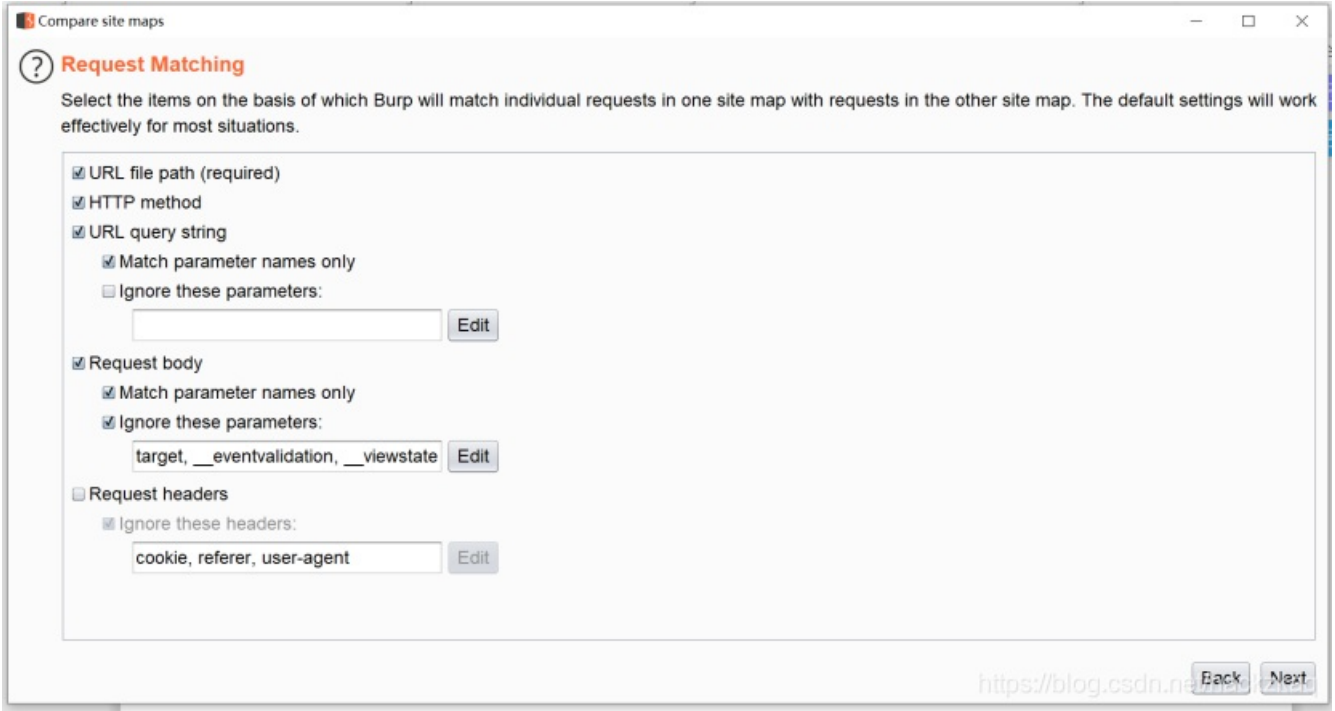 Compare site maps
Request Matching
Select the items on the basis of which Burp will match individual requests in one site map with requests in the other site map. The default settings will work
effectively for most situations.
URL file path (required)
HTTP method
URL query string
Match parameter names only
Ignore these parameters:
Edit
Request body
Match parameter names only
Ignore these parameters:
target, __eventvalidation, __viewstate Edit
Request headers
Ignore these headers:
cookie, referer, user-agent Edit
Back Next